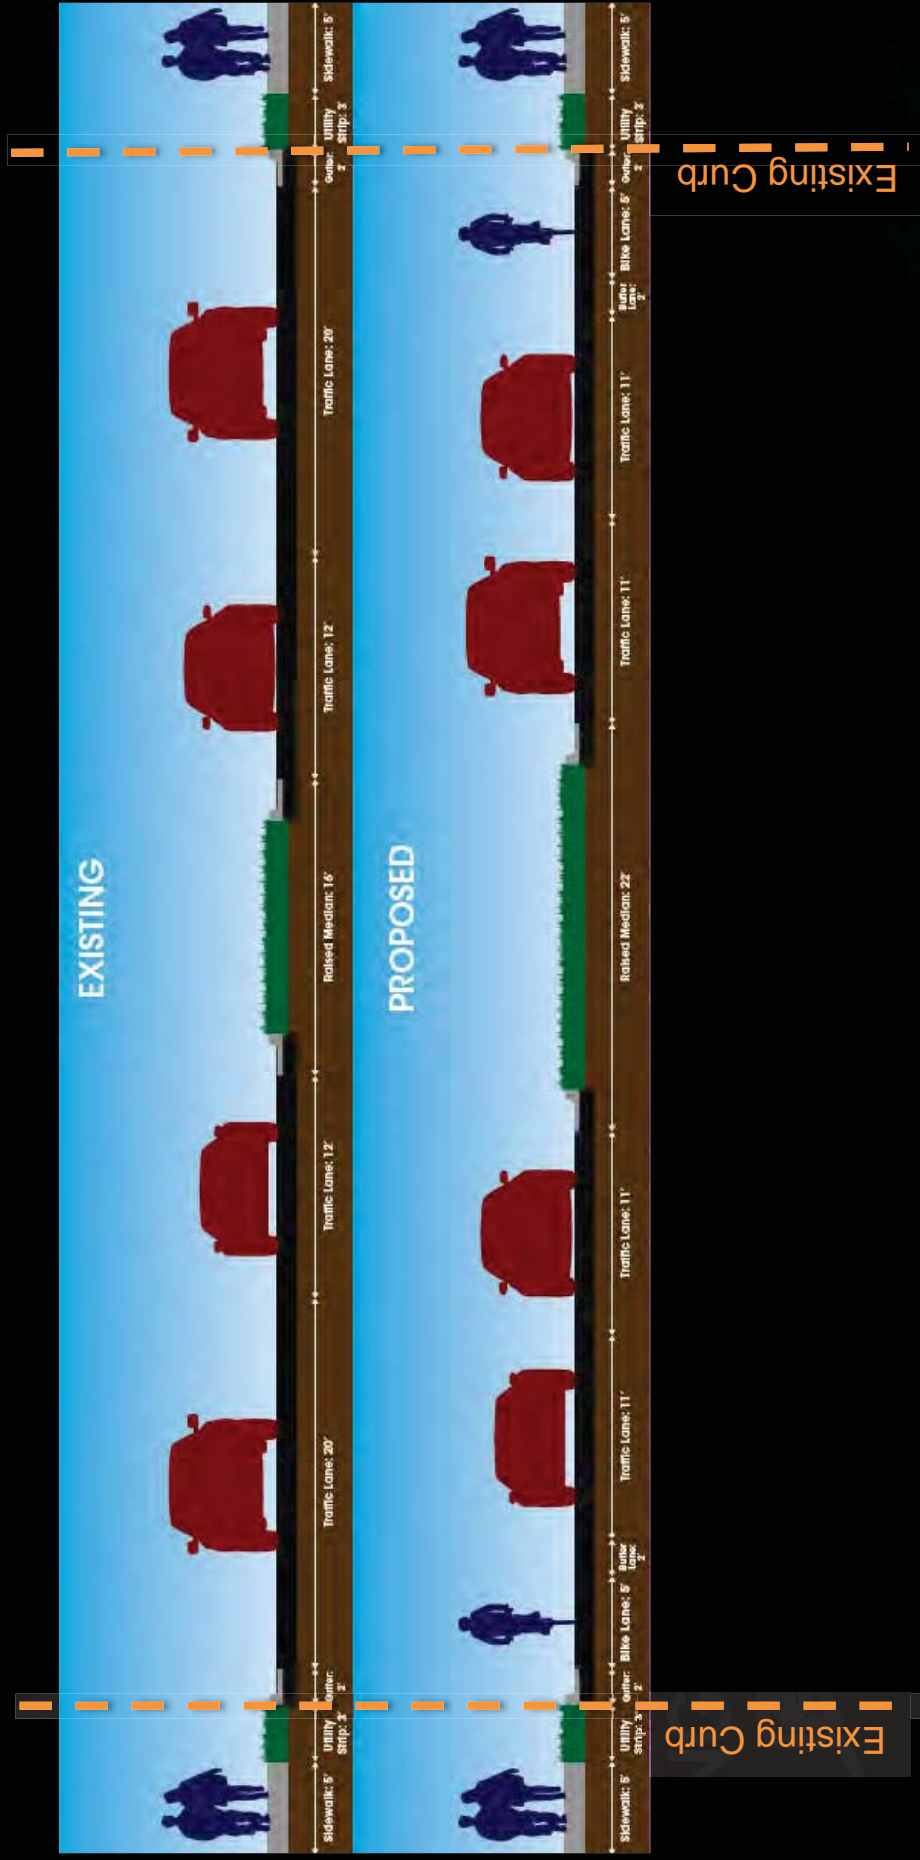 EXISTING
Sidewalk: 5'
Utility
Strip: 3'
Gutter:
2'
Traffic Lane: 20'
Traffic Lane: 12'
Raised Median: 16'
Traffic Lane: 12'
Traffic Lane: 20'
Gutter:
2'
Utility
Strip: 3'
Sidewalk: 5'
PROPOSED
Sidewalk: 5'
Utility
Strip: 3'
Gutter:
2'
Bike Lane: 5'
Buffer
Lane:
2'
Traffic Lane: 11'
Traffic Lane: 11'
Raised Median: 22'
Traffic Lane: 11'
Traffic Lane: 11'
Buffer
Lane:
2'
Bike Lane: 5'
Gutter:
2'
Utility
Strip: 3'
Sidewalk: 5'
Existing Curb
Existing Curb